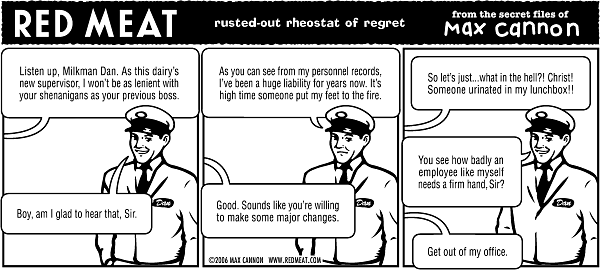 RED MEAT
rusted-out rheostat of regret
from the secret files of
Max cannon
Listen up, Milkman Dan. As this dairy's
new supervisor, I won't be as lenient with
your shenanigans as your previous boss.
Boy, am I glad to hear that, Sir.
Dan
As you can see from my personnel records,
I've been a huge liability for years now. It's
high time someone put my feet to the fire.
Good. Sounds like you're willing
to make some major changes.
Dan
©2006 MAX CANNON WWW.REDMEAT.COM
So let's just...what in the hell?! Christ!
Someone urinated in my lunchbox!!
You see how badly an
employee like myself
needs a firm hand, Sir?
Dan
Get out of my office.